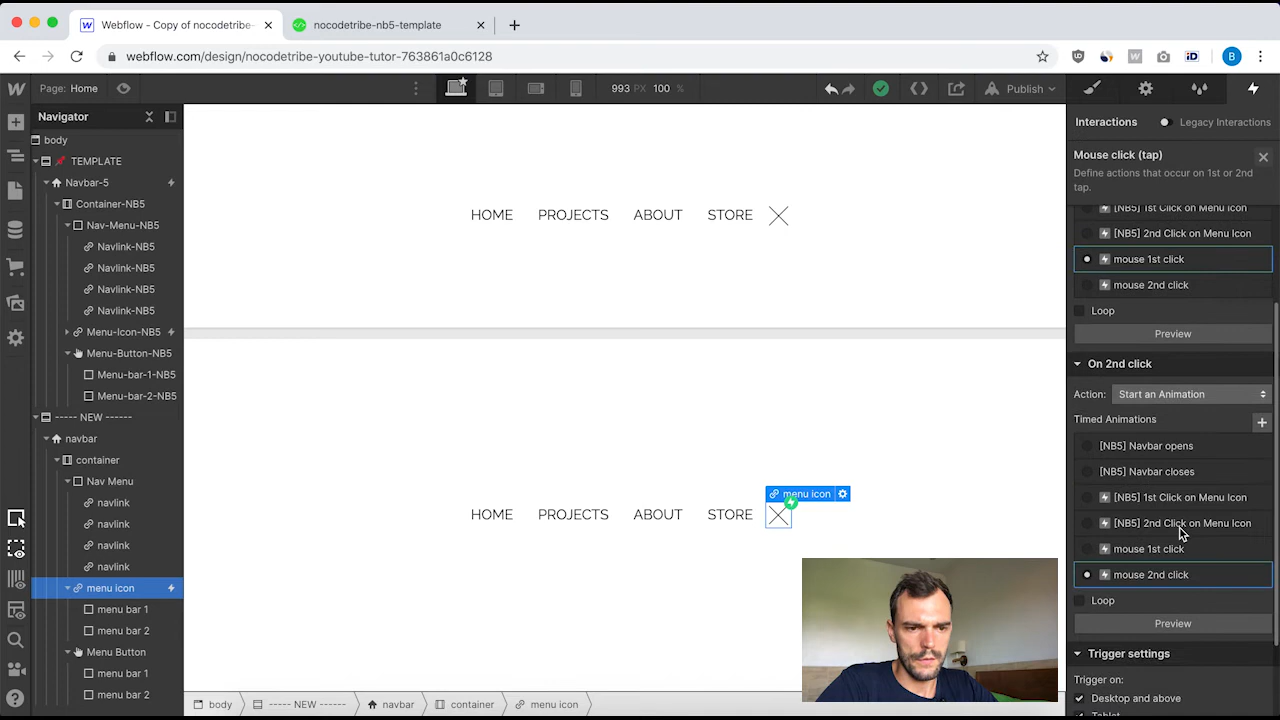 Webflow - Copy of nocodetribe-
nocodetribe-nb5-template
webflow.com/design/nocodetribe-youtube-tutor-763861a0c6128
B
Page: Home
993 PX 100 %
Publish
Navigator
body
TEMPLATE
Navbar-5
Container-NB5
Nav-Menu-NB5
Navlink-NB5
Navlink-NB5
Navlink-NB5
Navlink-NB5
Menu-Icon-NB5
Menu-Button-NB5
Menu-bar-1-NB5
Menu-bar-2-NB5
----- NEW ------
navbar
container
Nav Menu
navlink
navlink
navlink
navlink
menu icon
menu bar 1
menu bar 2
Menu Button
menu bar 1
menu bar 2
HOME PROJECTS ABOUT STORE
menu icon
HOME PROJECTS ABOUT STORE
body ----- NEW ------ navbar container menu icon
Interactions Legacy Interactions
Mouse click (tap)
Define actions that occur on 1st or 2nd
tap.
[NB5] 1st Click on Menu Icon
[NB5] 2nd Click on Menu Icon
mouse 1st click
mouse 2nd click
Loop
Preview
On 2nd click
Action: Start an Animation
Timed Animations
[NB5] Navbar opens
[NB5] Navbar closes
[NB5] 1st Click on Menu Icon
[NB5] 2nd Click on Menu Icon
mouse 1st click
mouse 2nd click
Loop
Preview
Trigger settings
Trigger on:
Desktop and above
Tablet